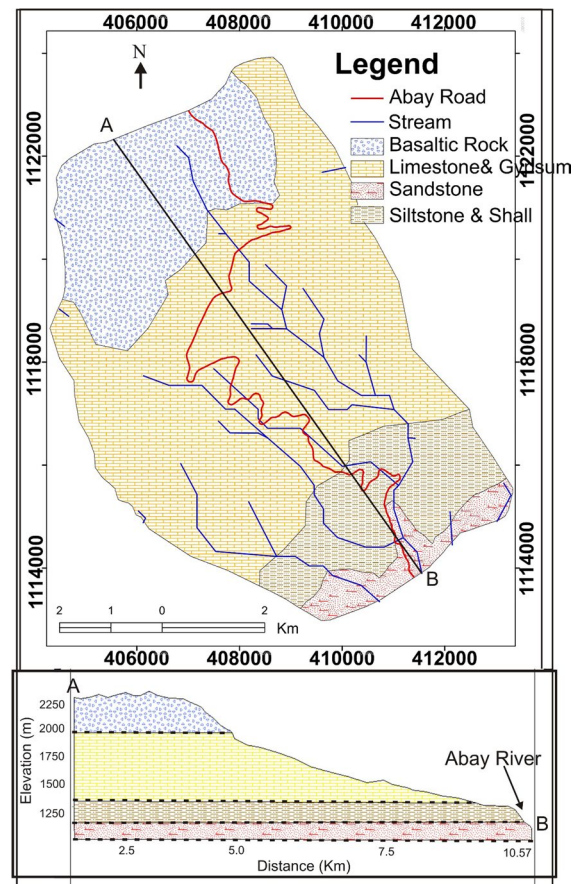 406000 408000 410000 412000
N
Legend
Abay Road
Stream
Basaltic Rock
Limestone& Gypsum
Sandstone
Siltstone & Shall
A
1122000
1122000
1118000
1118000
1114000
1114000
B
2 1 0 2
Km
406000 408000 410000 412000
A
2250
2000
1750
1500
1250
Elevation (m)
Abay River
B
2.5 5.0 7.5 10.57
Distance (Km)